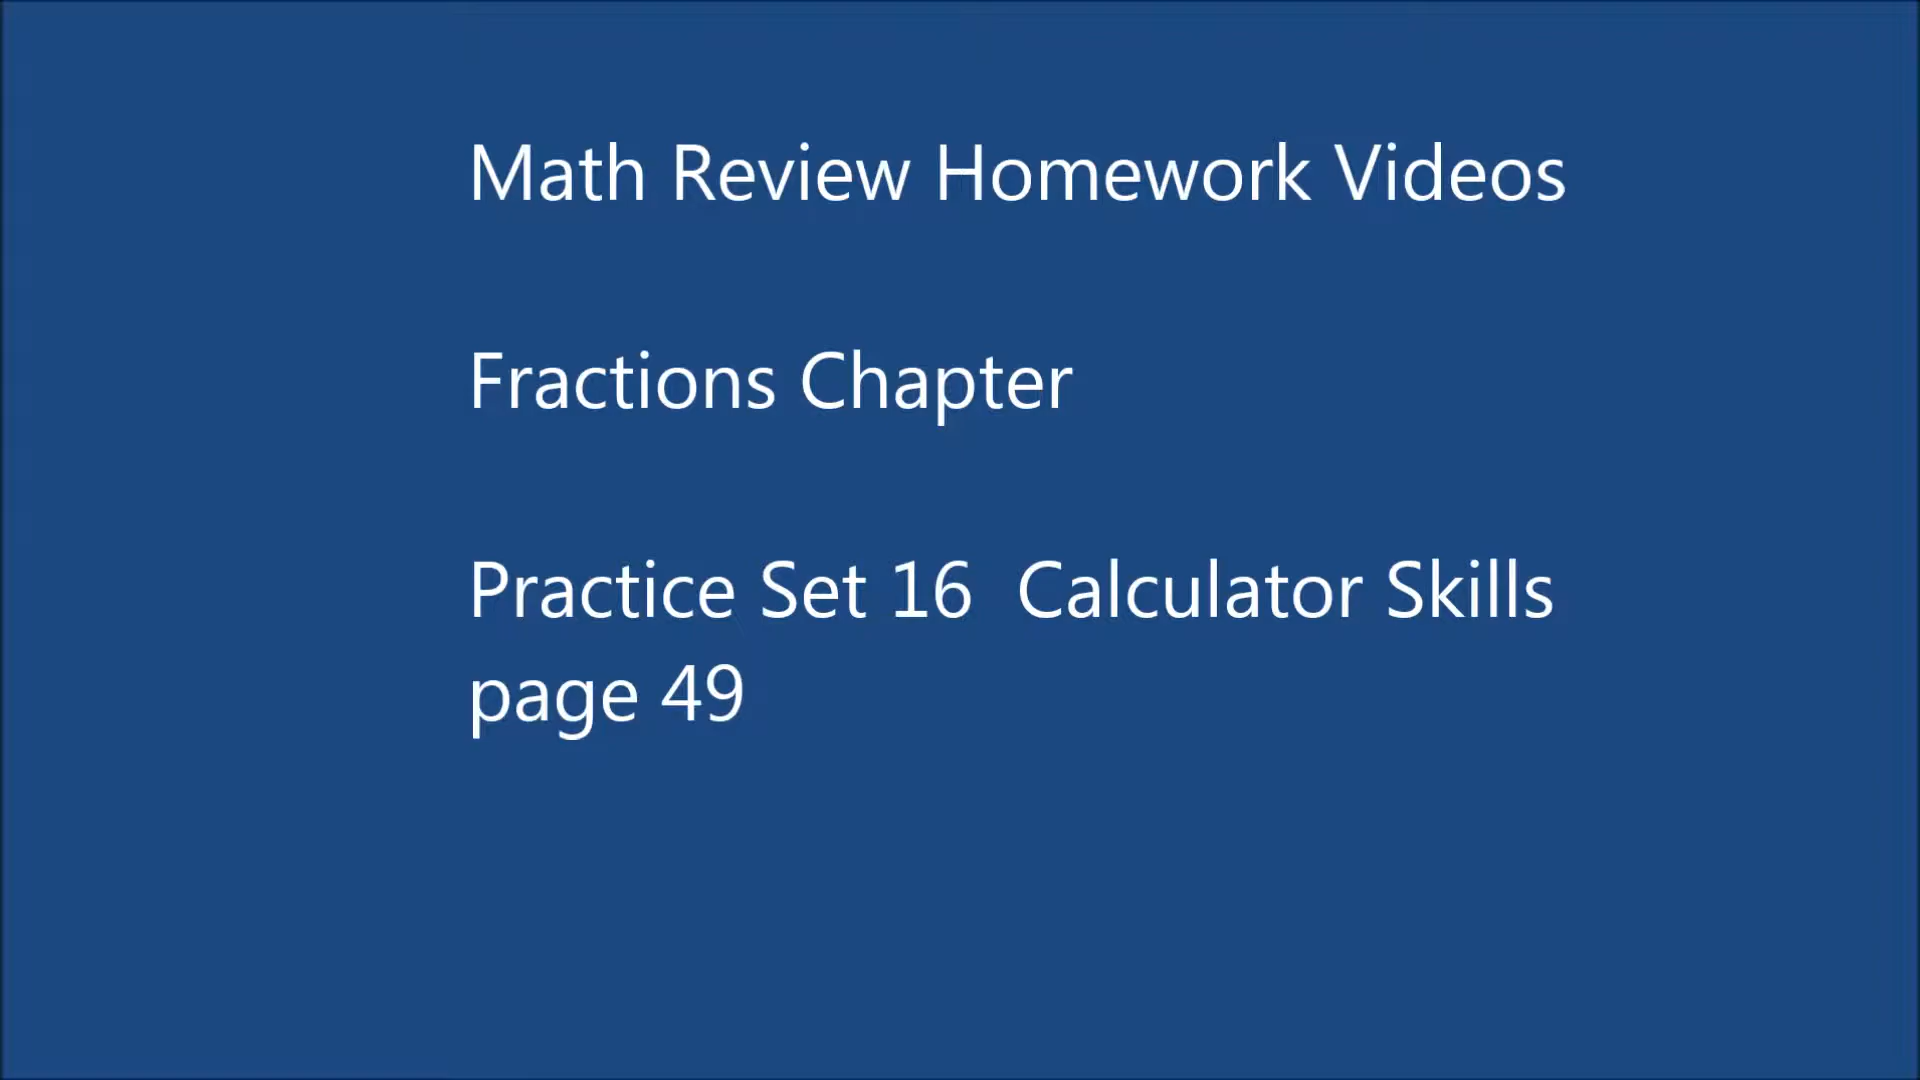 Math Review Homework Videos
Fractions Chapter
Practice Set 16  Calculator Skills
page 49